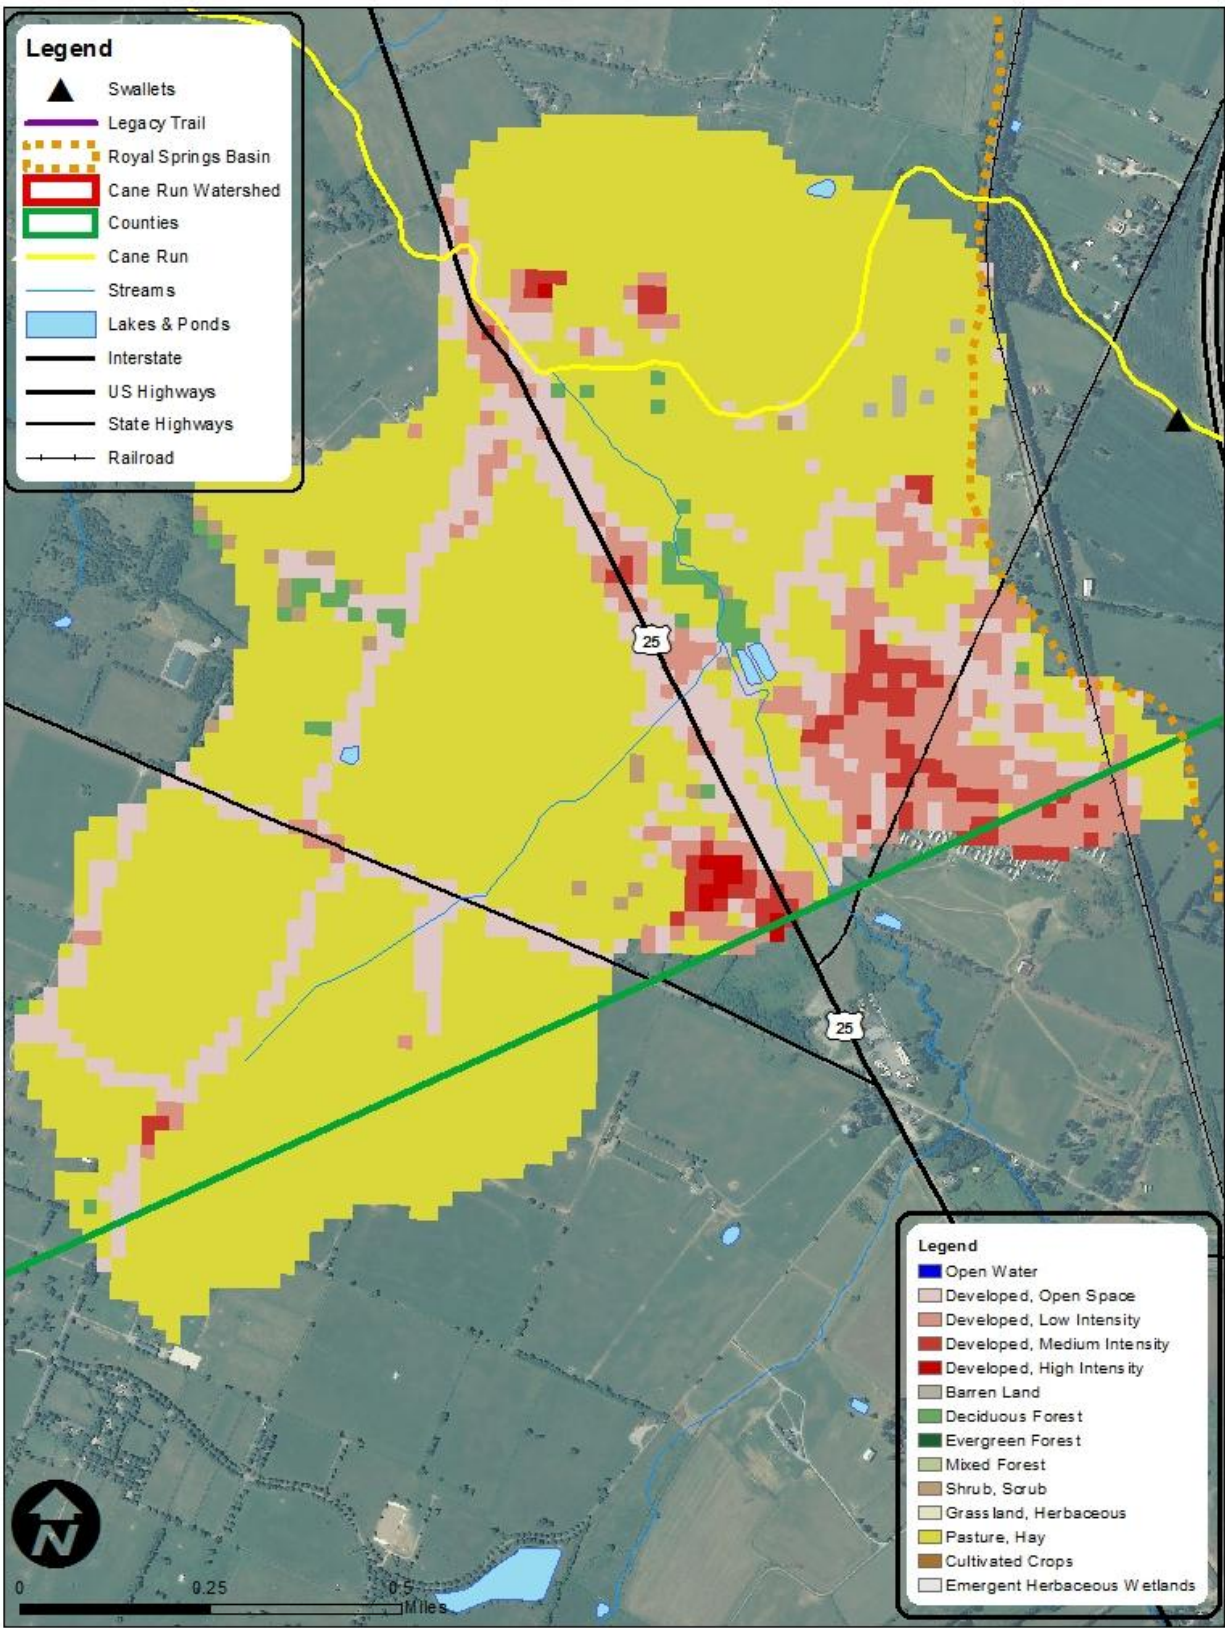 Legend
Swallets
Legacy Trail
Royal Springs Basin
Cane Run Watershed
Counties
Cane Run
Streams
Lakes & Ponds
Interstate
US Highways
State Highways
Railroad
25
25
Legend
Open Water
Developed, Open Space
Developed, Low Intensity
Developed, Medium Intensity
Developed, High Intensity
Barren Land
Deciduous Forest
Evergreen Forest
Mixed Forest
Shrub, Scrub
Grassland, Herbaceous
Pasture, Hay
Cultivated Crops
Emergent Herbaceous Wetlands
N
0 0.25 0.5
Miles